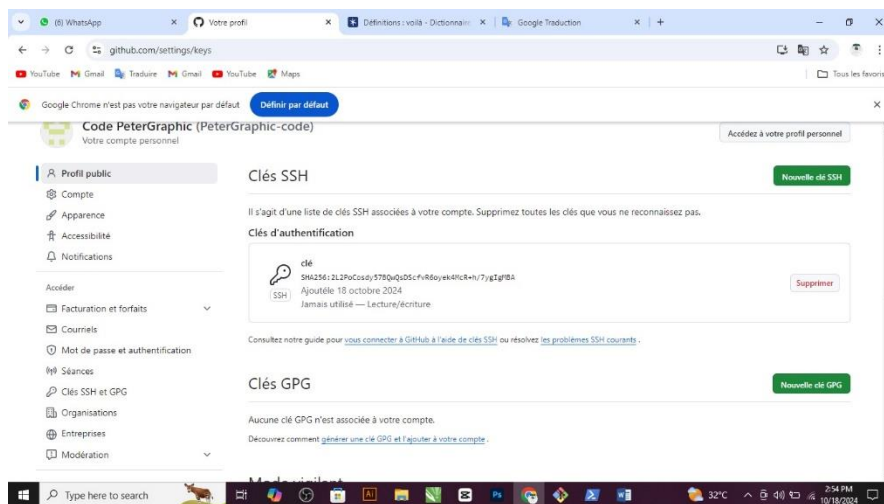 (6) WhatsApp
Votre profil
Définitions : voilà - Dictionnaire
Google Traduction
github.com/settings/keys
YouTube
Gmail
Traduire
Gmail
YouTube
Maps
Tous les favoris
Google Chrome n'est pas votre navigateur par défaut
Définir par défaut
Code PeterGraphic (PeterGraphic-code)
Votre compte personnel
Accédez à votre profil personnel
Profil public
Compte
Apparence
Accessibilité
Notifications
Accéder
Facturation et forfaits
Courriels
Mot de passe et authentification
Séances
Clés SSH et GPG
Organisations
Entreprises
Modération
Clés SSH
Nouvelle clé SSH
Il s'agit d'une liste de clés SSH associées à votre compte. Supprimez toutes les clés que vous ne reconnaissez pas.
Clés d'authentification
clé
SSH
Ajoutéle 18 octobre 2024
Jamais utilisé — Lecture/écriture
Supprimer
Consultez notre guide pour vous connecter à GitHub à l'aide de clés SSH ou résolvez les problèmes SSH courants .
Clés GPG
Nouvelle clé GPG
Aucune clé GPG n'est associée à votre compte.
Découvrez comment générer une clé GPG et l'ajouter à votre compte .
Mode vigilant
Type here to search
32°C
2:54 PM
10/18/2024